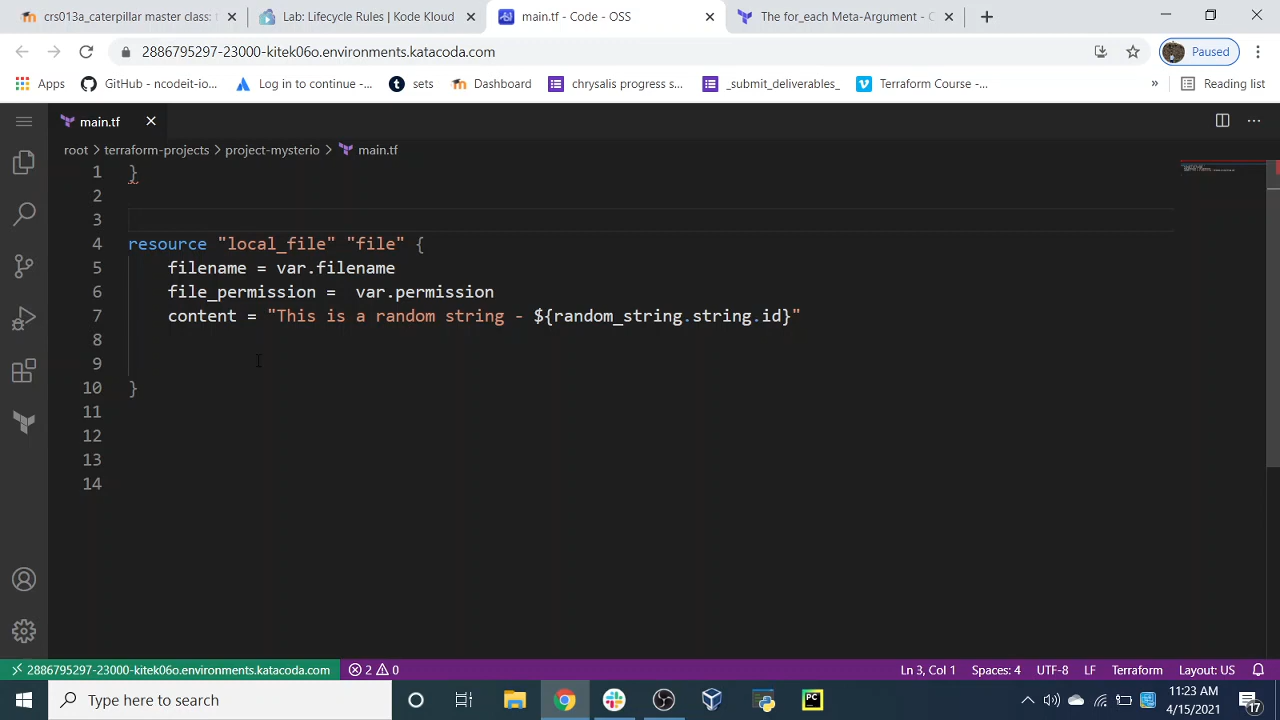 crs013a_caterpillar master class: t
Lab: Lifecycle Rules | Kode Kloud
main.tf - Code - OSS
The for_each Meta-Argument - C
2886795297-23000-kitek06o.environments.katacoda.com
Paused
Apps
GitHub - ncodeit-io...
Log in to continue -...
sets
Dashboard
chrysalis progress s...
_submit_deliverables_
Terraform Course -...
»
Reading list
main.tf
root > terraform-projects > project-mysterio > main.tf
1 }
2
3
4 resource "local_file" "file" {
5 filename = var.filename
6 file_permission =  var.permission
7 content = "This is a random string - ${random_string.string.id}"
8
9
10 }
11
12
13
14
2886795297-23000-kitek06o.environments.katacoda.com
2
0
Ln 3, Col 1
Spaces: 4
UTF-8
LF
Terraform
Layout: US
Type here to search
11:23 AM
4/15/2021
17